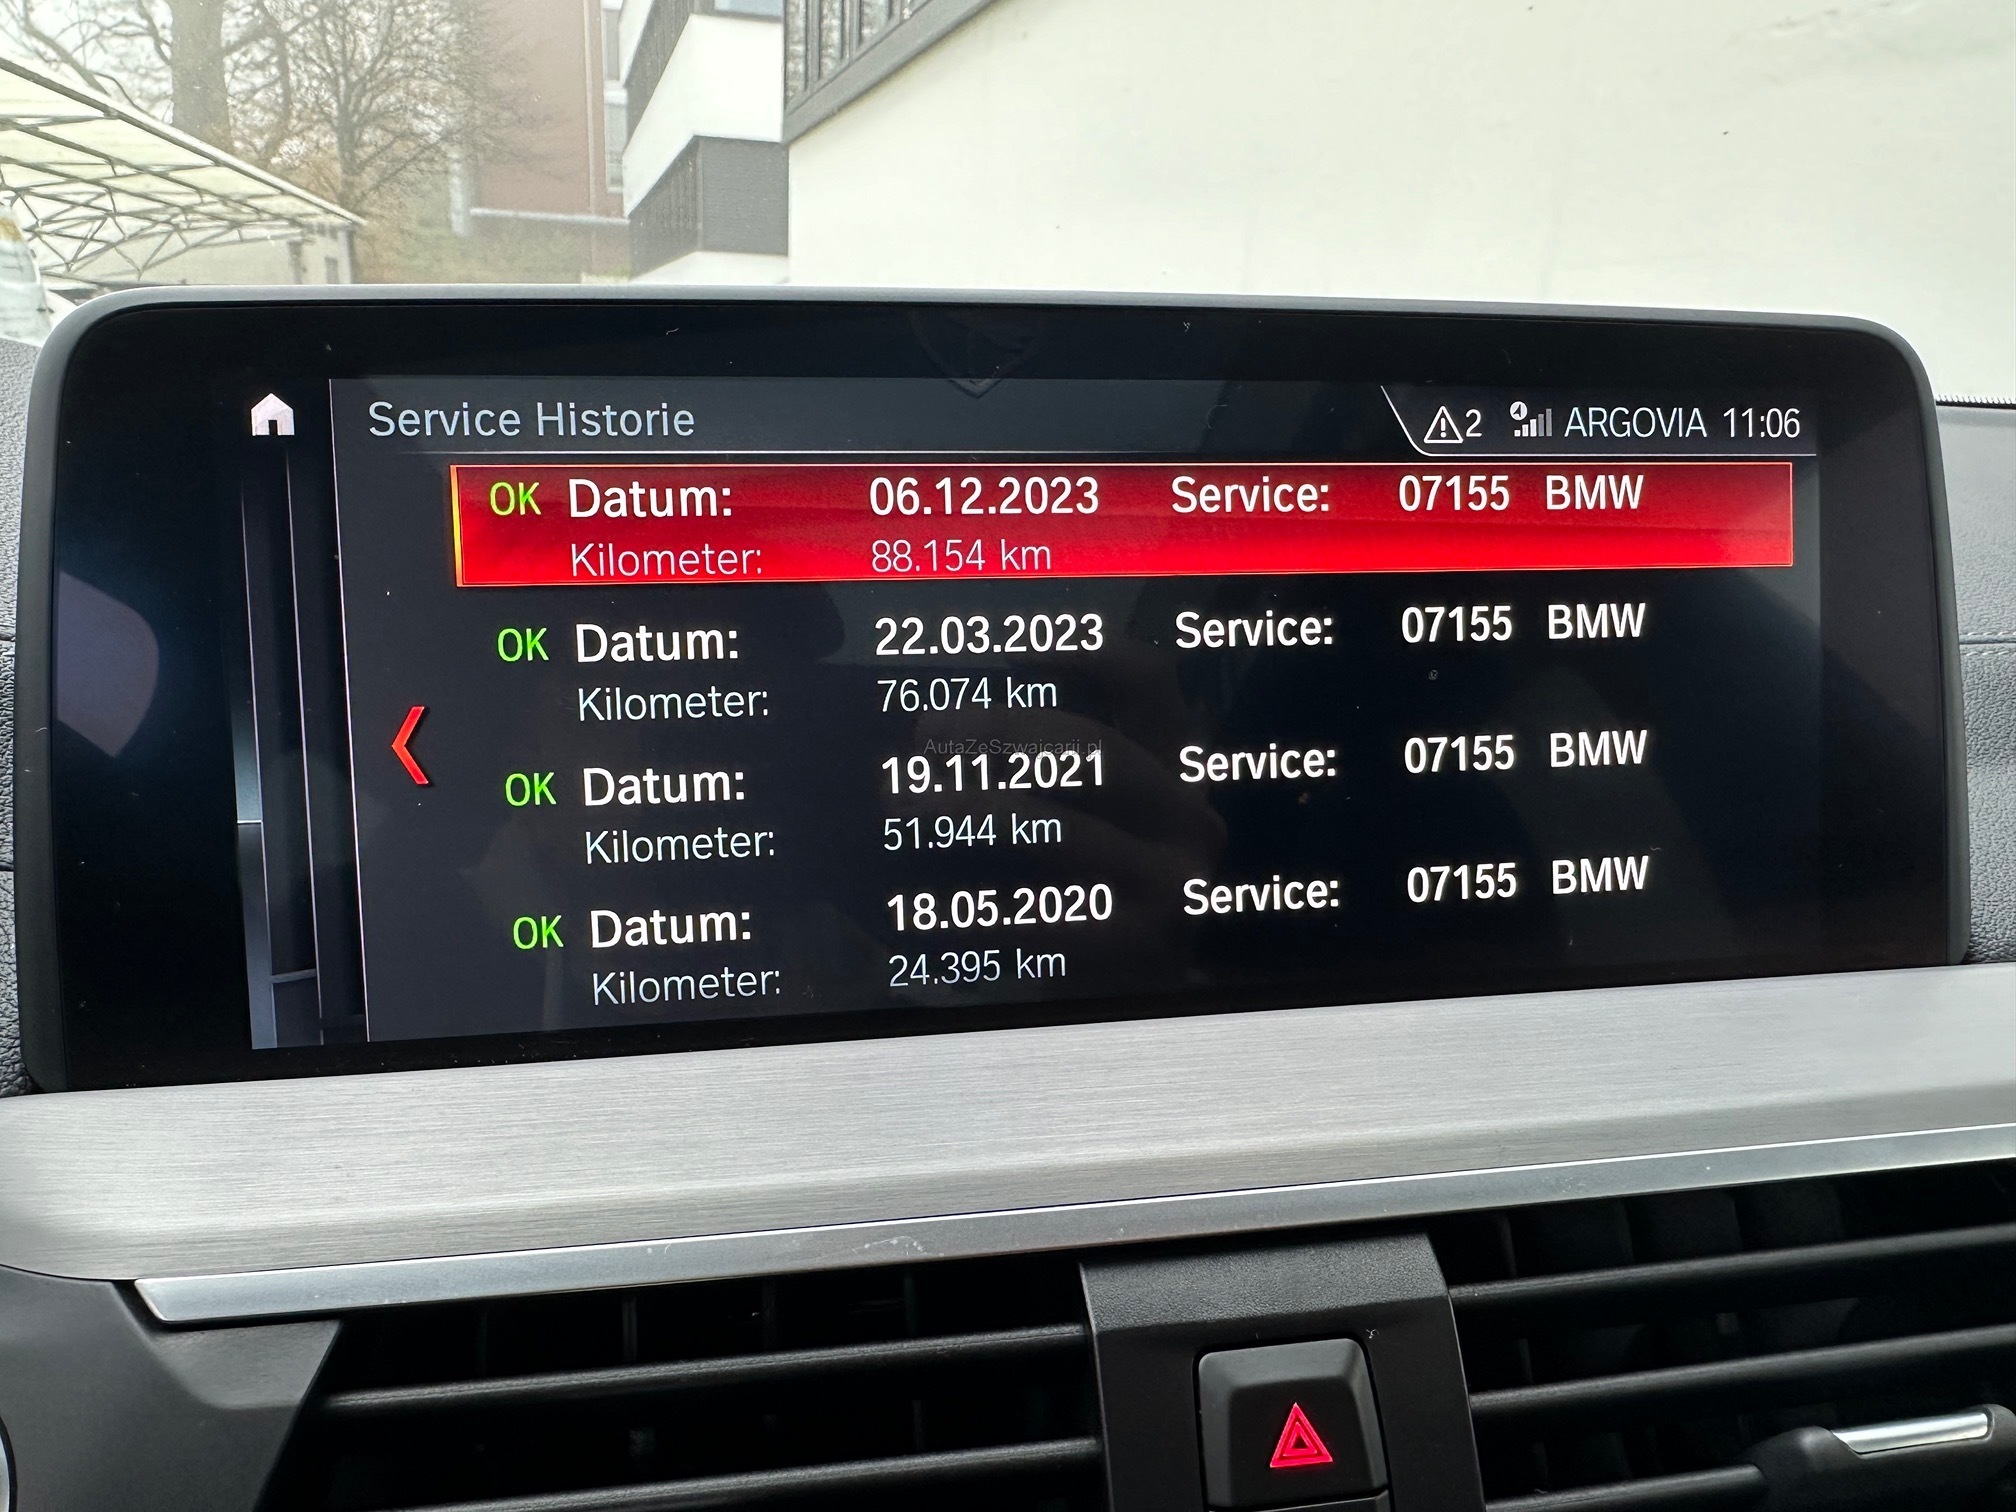 Service Historie
2 ARGOVIA 11:06
OK Datum: 06.12.2023 Service: 07155 BMW
Kilometer: 88.154 km
OK Datum: 22.03.2023 Service: 07155 BMW
Kilometer: 76.074 km
AutaZeSzwajcarii.pl
OK Datum: 19.11.2021 Service: 07155 BMW
Kilometer: 51.944 km
OK Datum: 18.05.2020 Service: 07155 BMW
Kilometer: 24.395 km